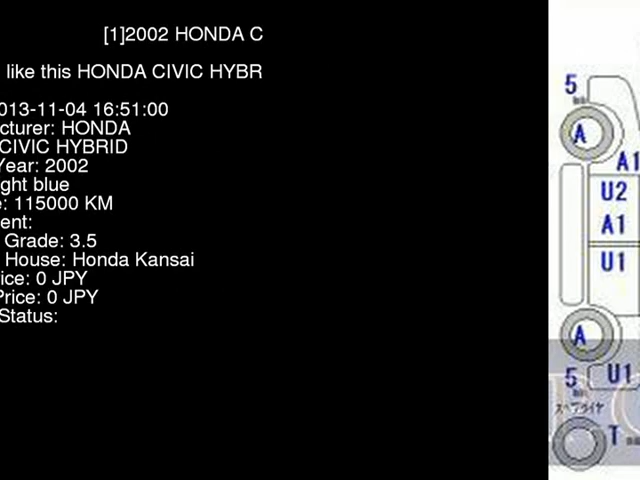 [1]2002 HONDA C
like this HONDA CIVIC HYBR
013-11-04 16:51:00
cturer: HONDA
CIVIC HYBRID
Year: 2002
ght blue
e: 115000 KM
ent:
Grade: 3.5
House: Honda Kansai
rice: 0 JPY
Price: 0 JPY
Status:
5
A
A1
U2
A1
U1
A
U1
5
スペアタイヤ
T